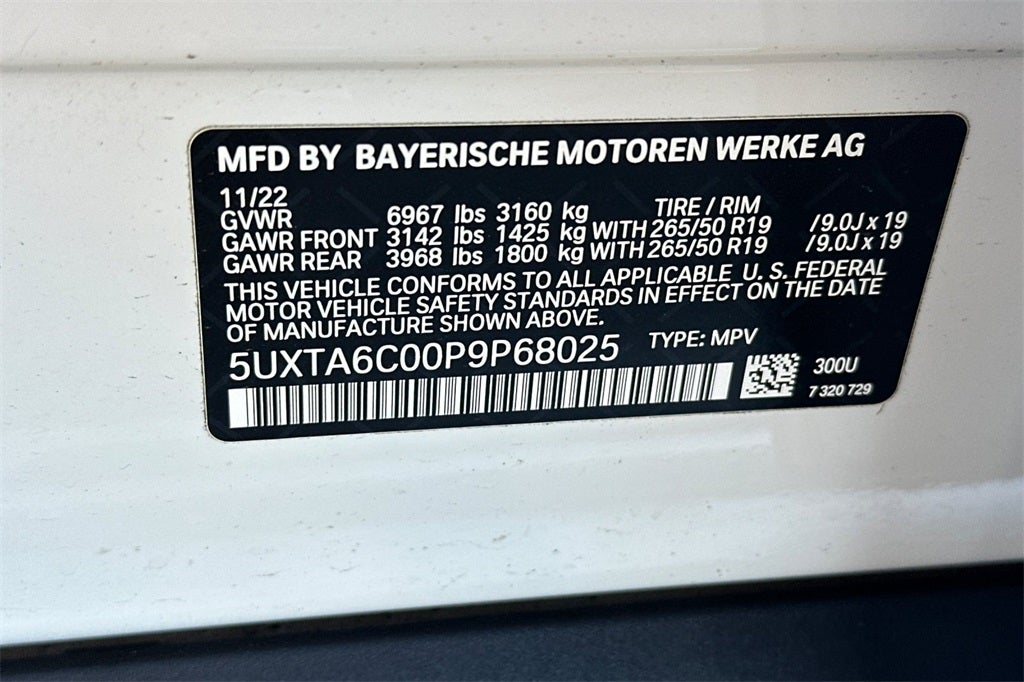 MFD BY BAYERISCHE MOTOREN WERKE AG
11/22 TIRE / RIM
GVWR 6967 lbs 3160 kg
GAWR FRONT 3142 lbs 1425 kg WITH 265/50 R19 /9.0J x 19
GAWR REAR 3968 lbs 1800 kg WITH 265/50 R19 /9.0J x 19
THIS VEHICLE CONFORMS TO ALL APPLICABLE U. S. FEDERAL
MOTOR VEHICLE SAFETY STANDARDS IN EFFECT ON THE DATE
OF MANUFACTURE SHOWN ABOVE.
5UXTA6C00P9P68025 TYPE: MPV
300U
7 320 729